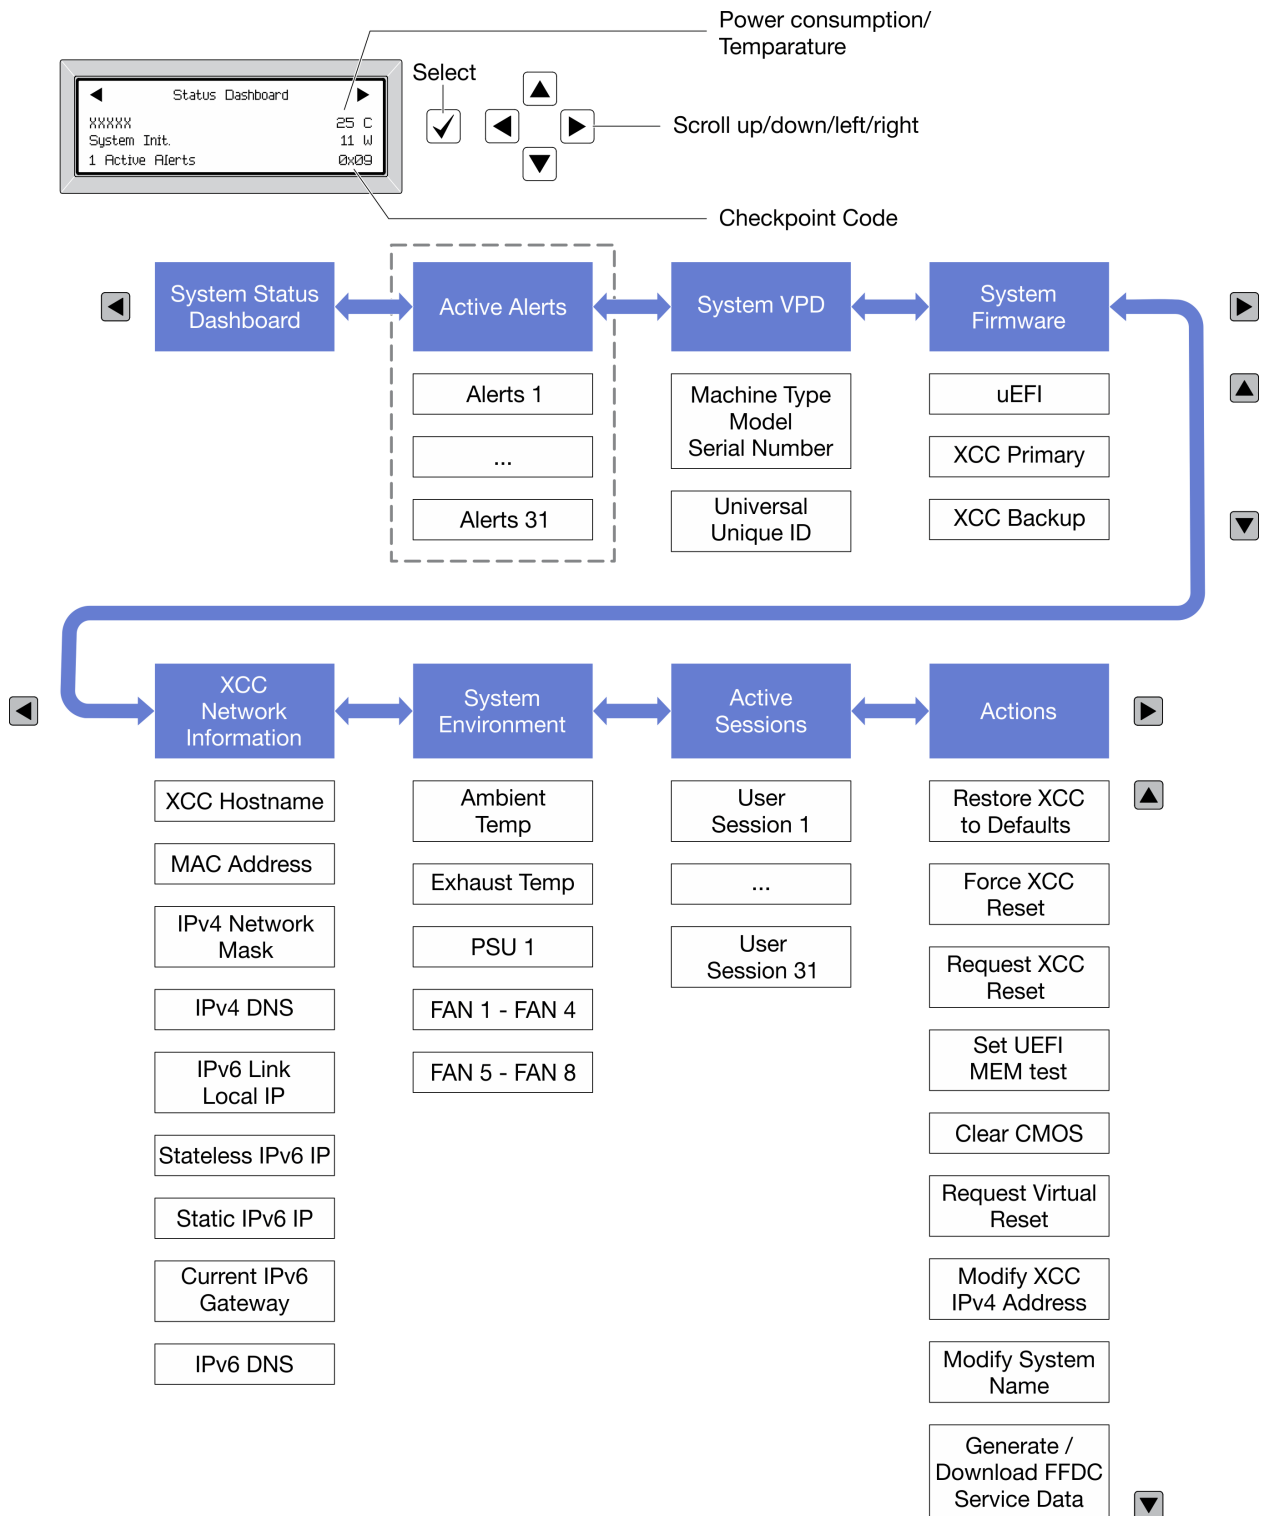 Power consumption/
Temparature
Select
Status Dashboard
XXXXX 25 C
System Init. 11 W
1 Active Alerts 0x09
Scroll up/down/left/right
Checkpoint Code
System Status
Dashboard
Active Alerts
System VPD
System
Firmware
Alerts 1
...
Alerts 31
Machine Type
Model
Serial Number
Universal
Unique ID
uEFI
XCC Primary
XCC Backup
XCC
Network
Information
System
Environment
Active
Sessions
Actions
XCC Hostname
MAC Address
IPv4 Network
Mask
IPv4 DNS
IPv6 Link
Local IP
Stateless IPv6 IP
Static IPv6 IP
Current IPv6
Gateway
IPv6 DNS
Ambient
Temp
Exhaust Temp
PSU 1
FAN 1 - FAN 4
FAN 5 - FAN 8
User
Session 1
...
User
Session 31
Restore XCC
to Defaults
Force XCC
Reset
Request XCC
Reset
Set UEFI
MEM test
Clear CMOS
Request Virtual
Reset
Modify XCC
IPv4 Address
Modify System
Name
Generate /
Download FFDC
Service Data